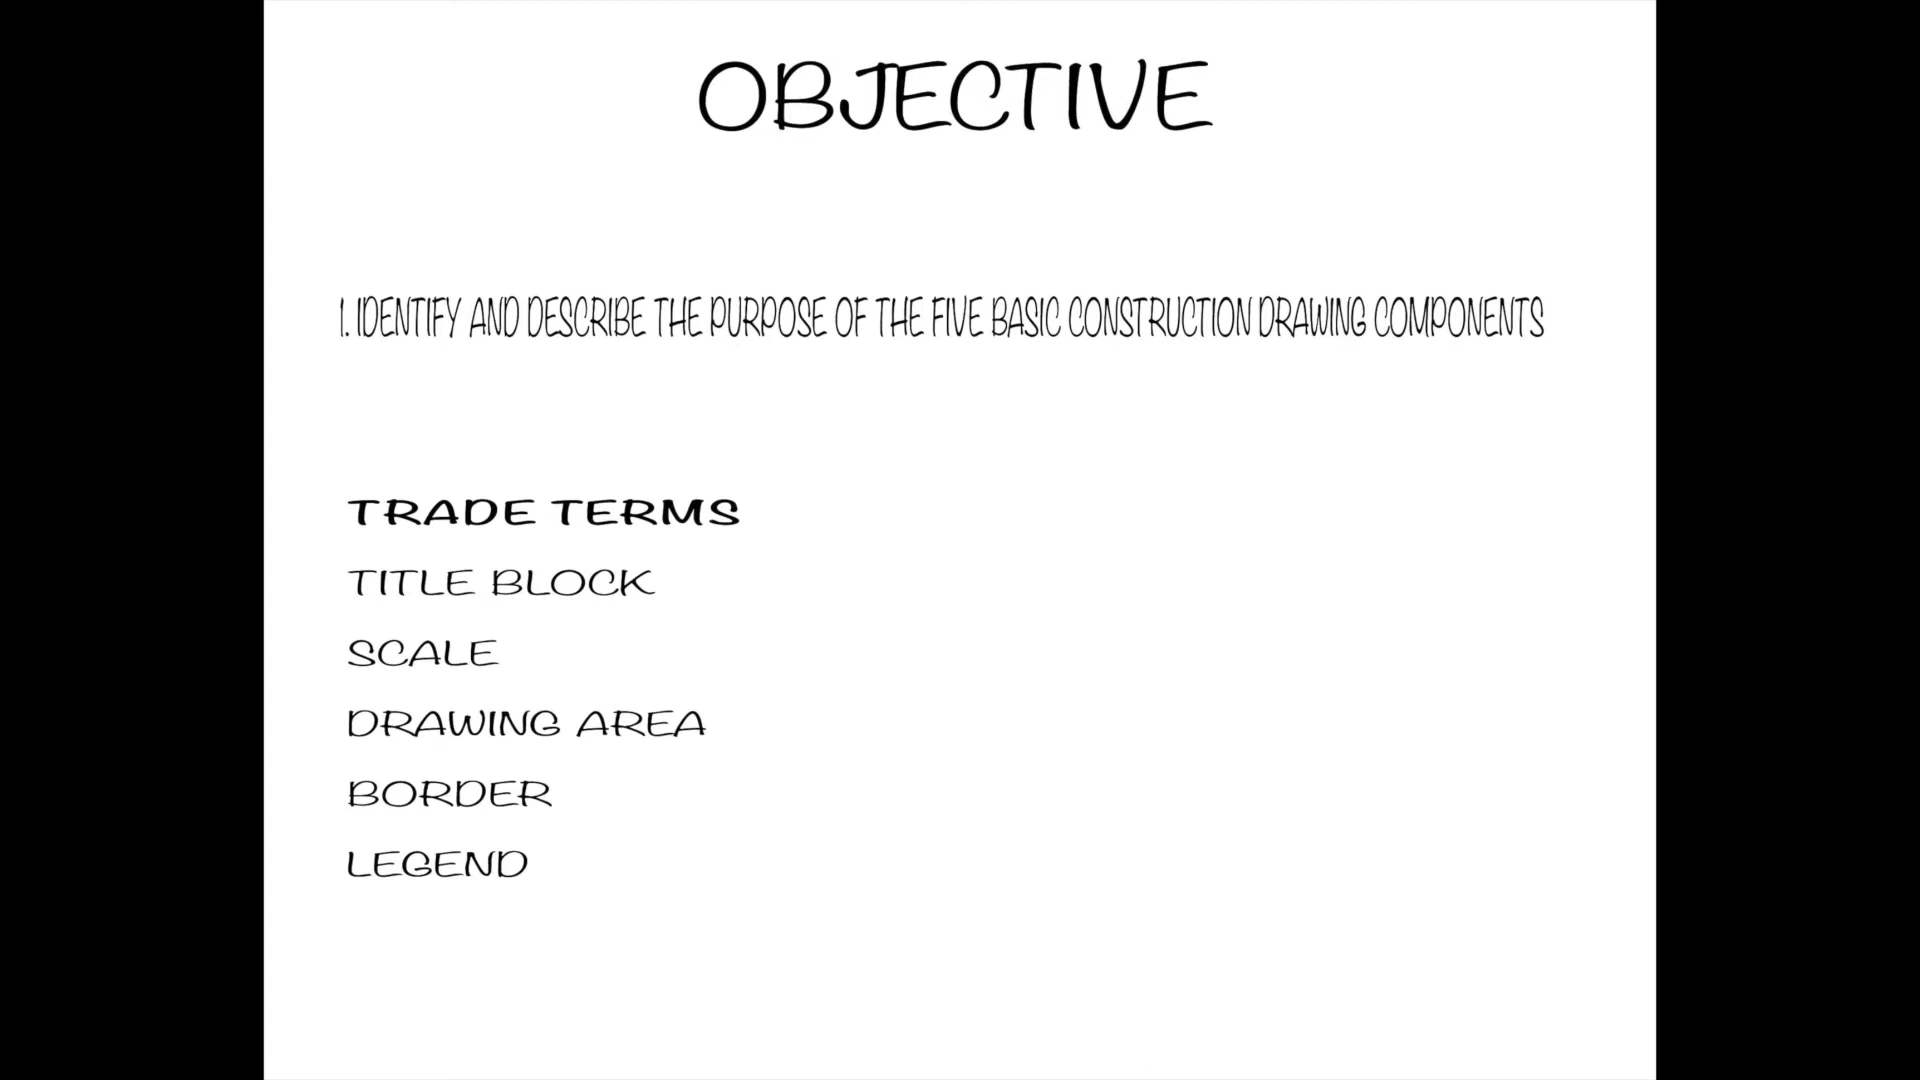 OBJECTIVE
1. IDENTIFY AND DESCRIBE THE PURPOSE OF THE FIVE BASIC CONSTRUCTION DRAWING COMPONENTS
TRADE TERMS
TITLE BLOCK
SCALE
DRAWING AREA
BORDER
LEGEND